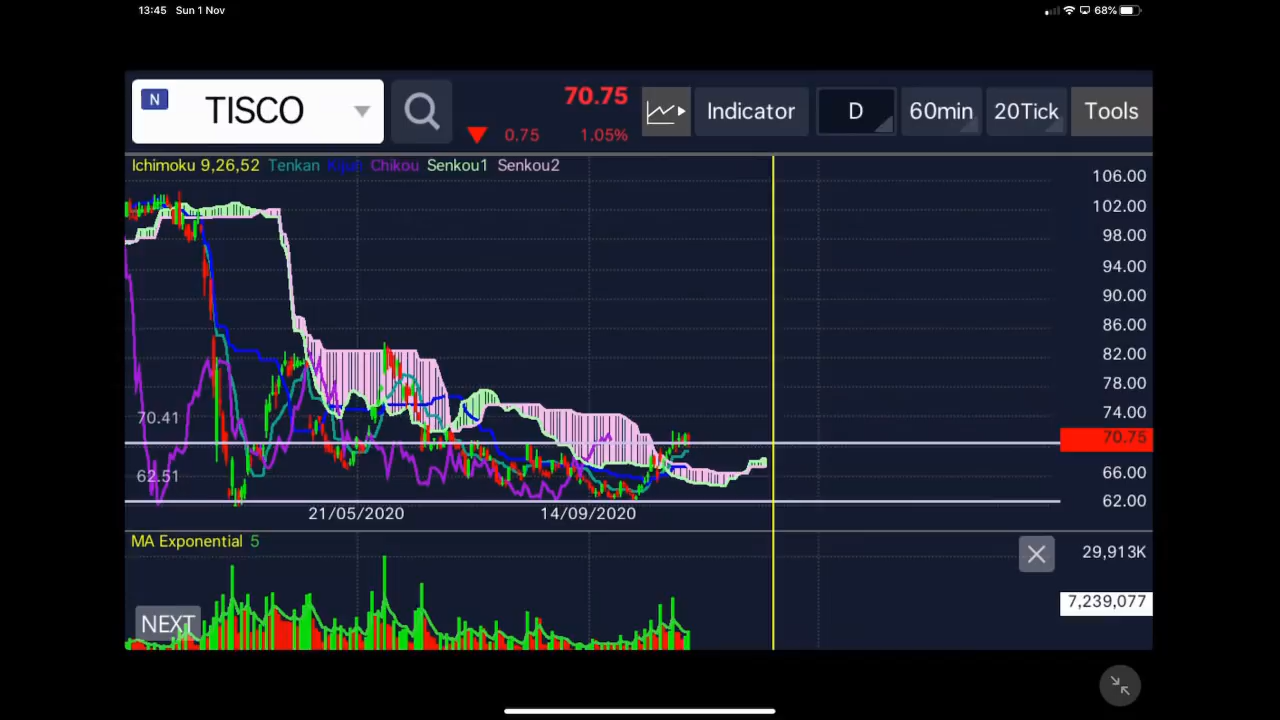 13:45 Sun 1 Nov
68%
N TISCO
70.75
0.75 1.05%
Indicator D 60min 20Tick Tools
Ichimoku 9,26,52 Tenkan Kijun Chikou Senkou1 Senkou2
106.00
102.00
98.00
94.00
90.00
86.00
82.00
78.00
74.00
70.41
70.75
66.00
62.51
62.00
21/05/2020 14/09/2020
MA Exponential 5
29,913K
7,239,077
NEXT